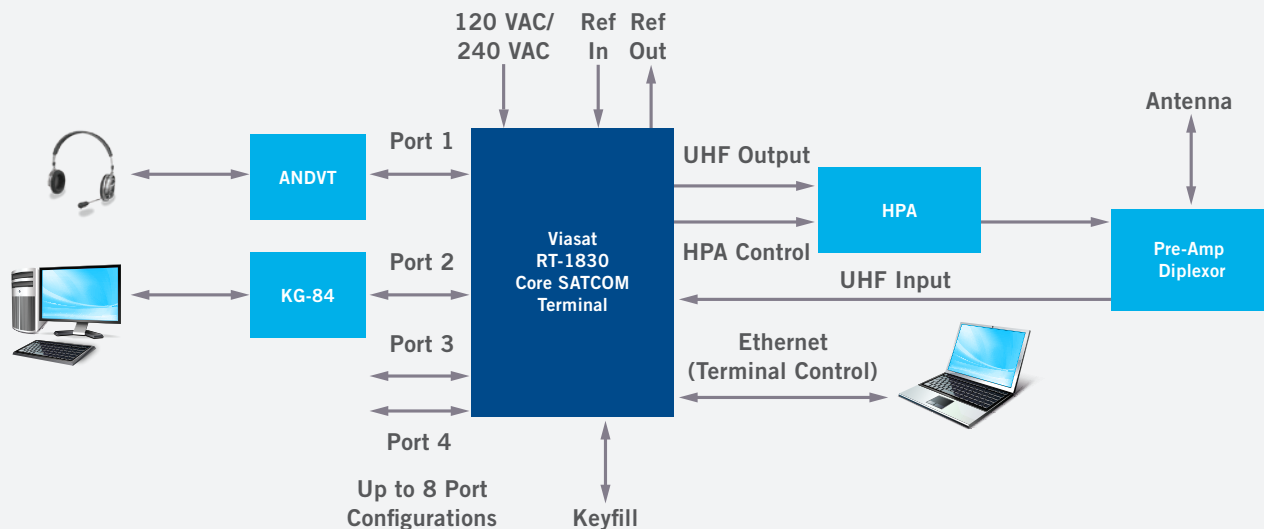 120 VAC/
240 VAC
Ref
In
Ref
Out
Antenna
Port 1
ANDVT
UHF Output
HPA
HPA Control
Pre-Amp
Diplexor
Viasat
RT-1830
Core SATCOM
Terminal
Port 2
KG-84
UHF Input
Port 3
Ethernet
(Terminal Control)
Port 4
Up to 8 Port
Configurations
Keyfill